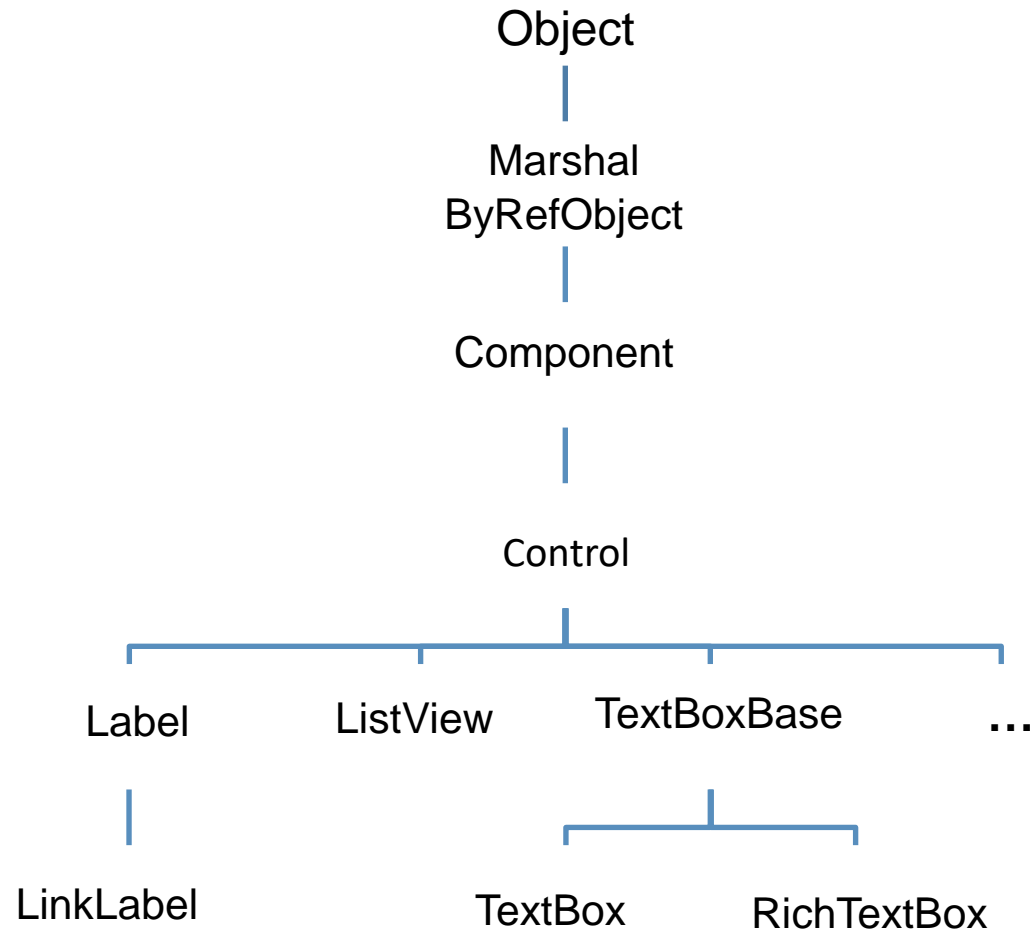 Object
Marshal
ByRefObject
Component
Control
Label
ListView
TextBoxBase
...
LinkLabel
TextBox
RichTextBox